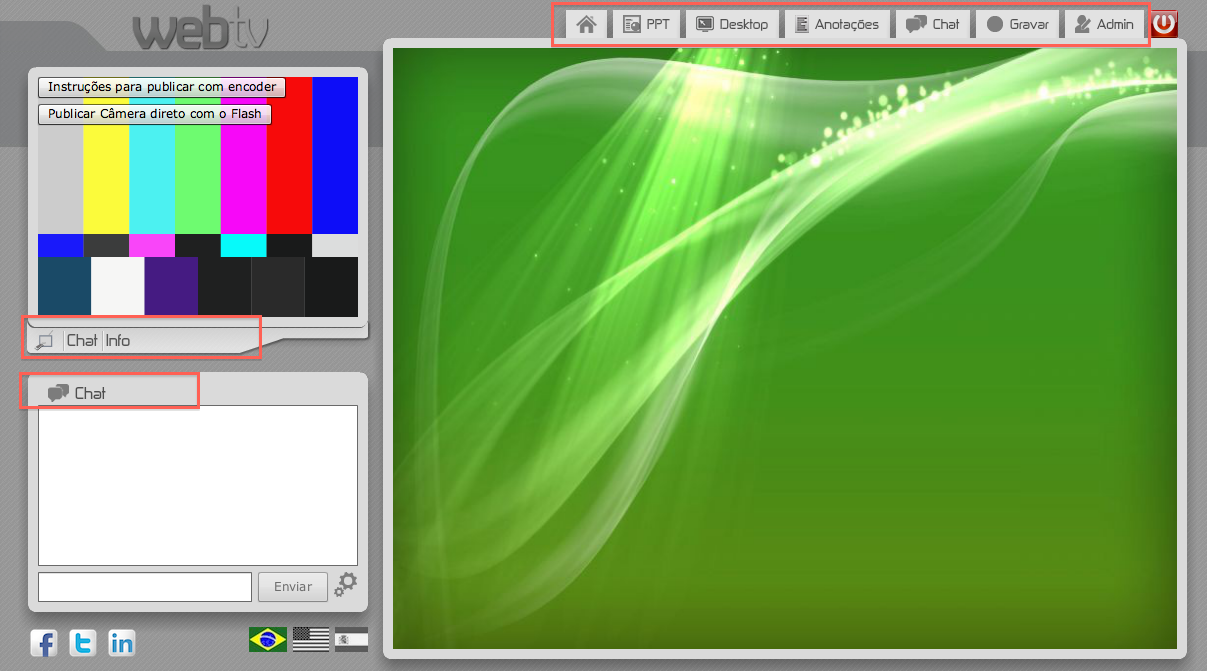 webtv
PPT
Desktop
Anotações
Chat
Gravar
Admin
Instruções para publicar com encoder
Publicar Câmera direto com o Flash
Chat Info
Chat
Enviar
f
t
in